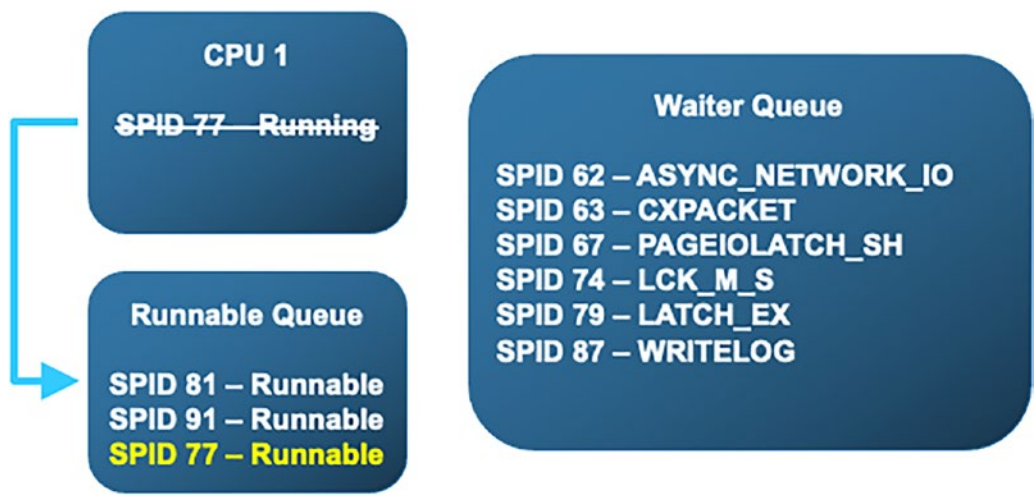 CPU 1
SPID 77 – Running
Runnable Queue
SPID 81 – Runnable
SPID 91 – Runnable
SPID 77 – Runnable
Waiter Queue
SPID 62 – ASYNC_NETWORK_IO
SPID 63 – CXPACKET
SPID 67 – PAGEIOLATCH_SH
SPID 74 – LCK_M_S
SPID 79 – LATCH_EX
SPID 87 – WRITELOG